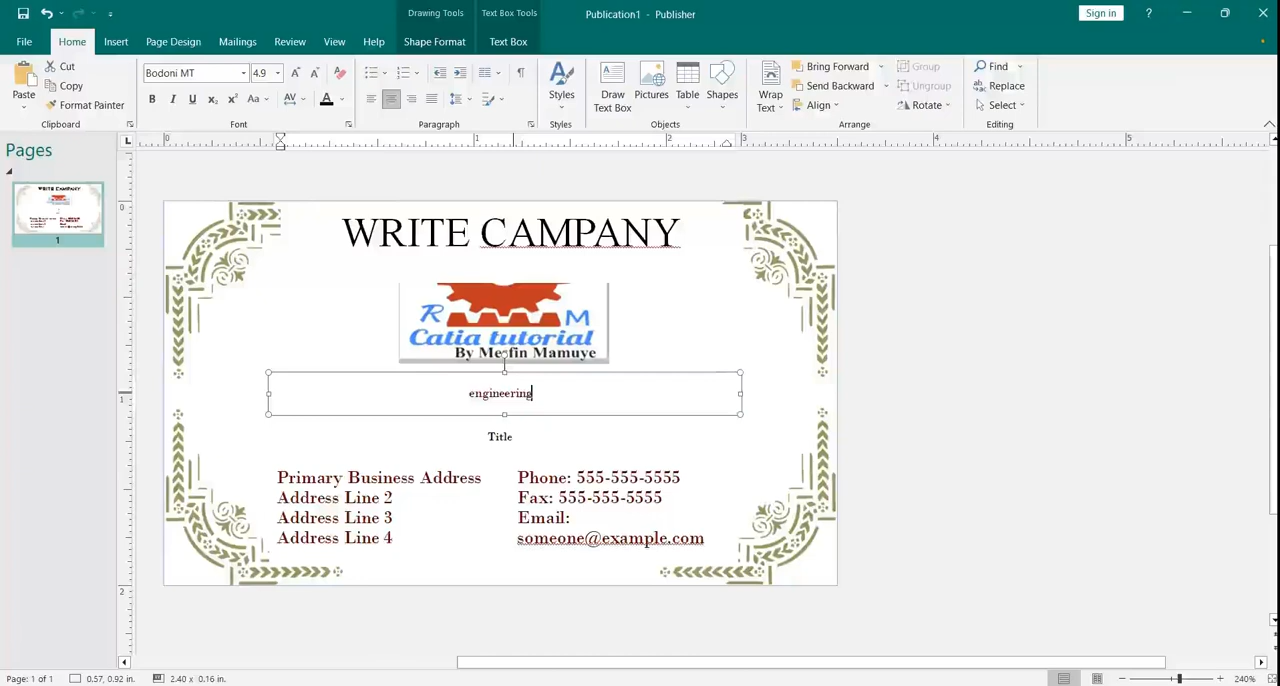 Drawing Tools Text Box Tools Publication1 - Publisher Sign in ?
File Home Insert Page Design Mailings Review View Help Shape Format Text Box
Paste
Cut
Copy
Format Painter
Clipboard
Bodoni MT 4.9
Font
Paragraph
Styles
Styles
Draw Text Box
Pictures
Table
Shapes
Objects
Wrap Text
Bring Forward
Send Backward
Align
Group
Ungroup
Rotate
Arrange
Find
Replace
Select
Editing
Pages
1
WRITE CAMPANY
R M
Catia tutorial
By Mesfin Mamuye
engineering
Title
Primary Business Address
Address Line 2
Address Line 3
Address Line 4
Phone: 555-555-5555
Fax: 555-555-5555
Email:
someone@example.com
Page: 1 of 1 0.57, 0.92 in. 2.40 x 0.16 in. 240%